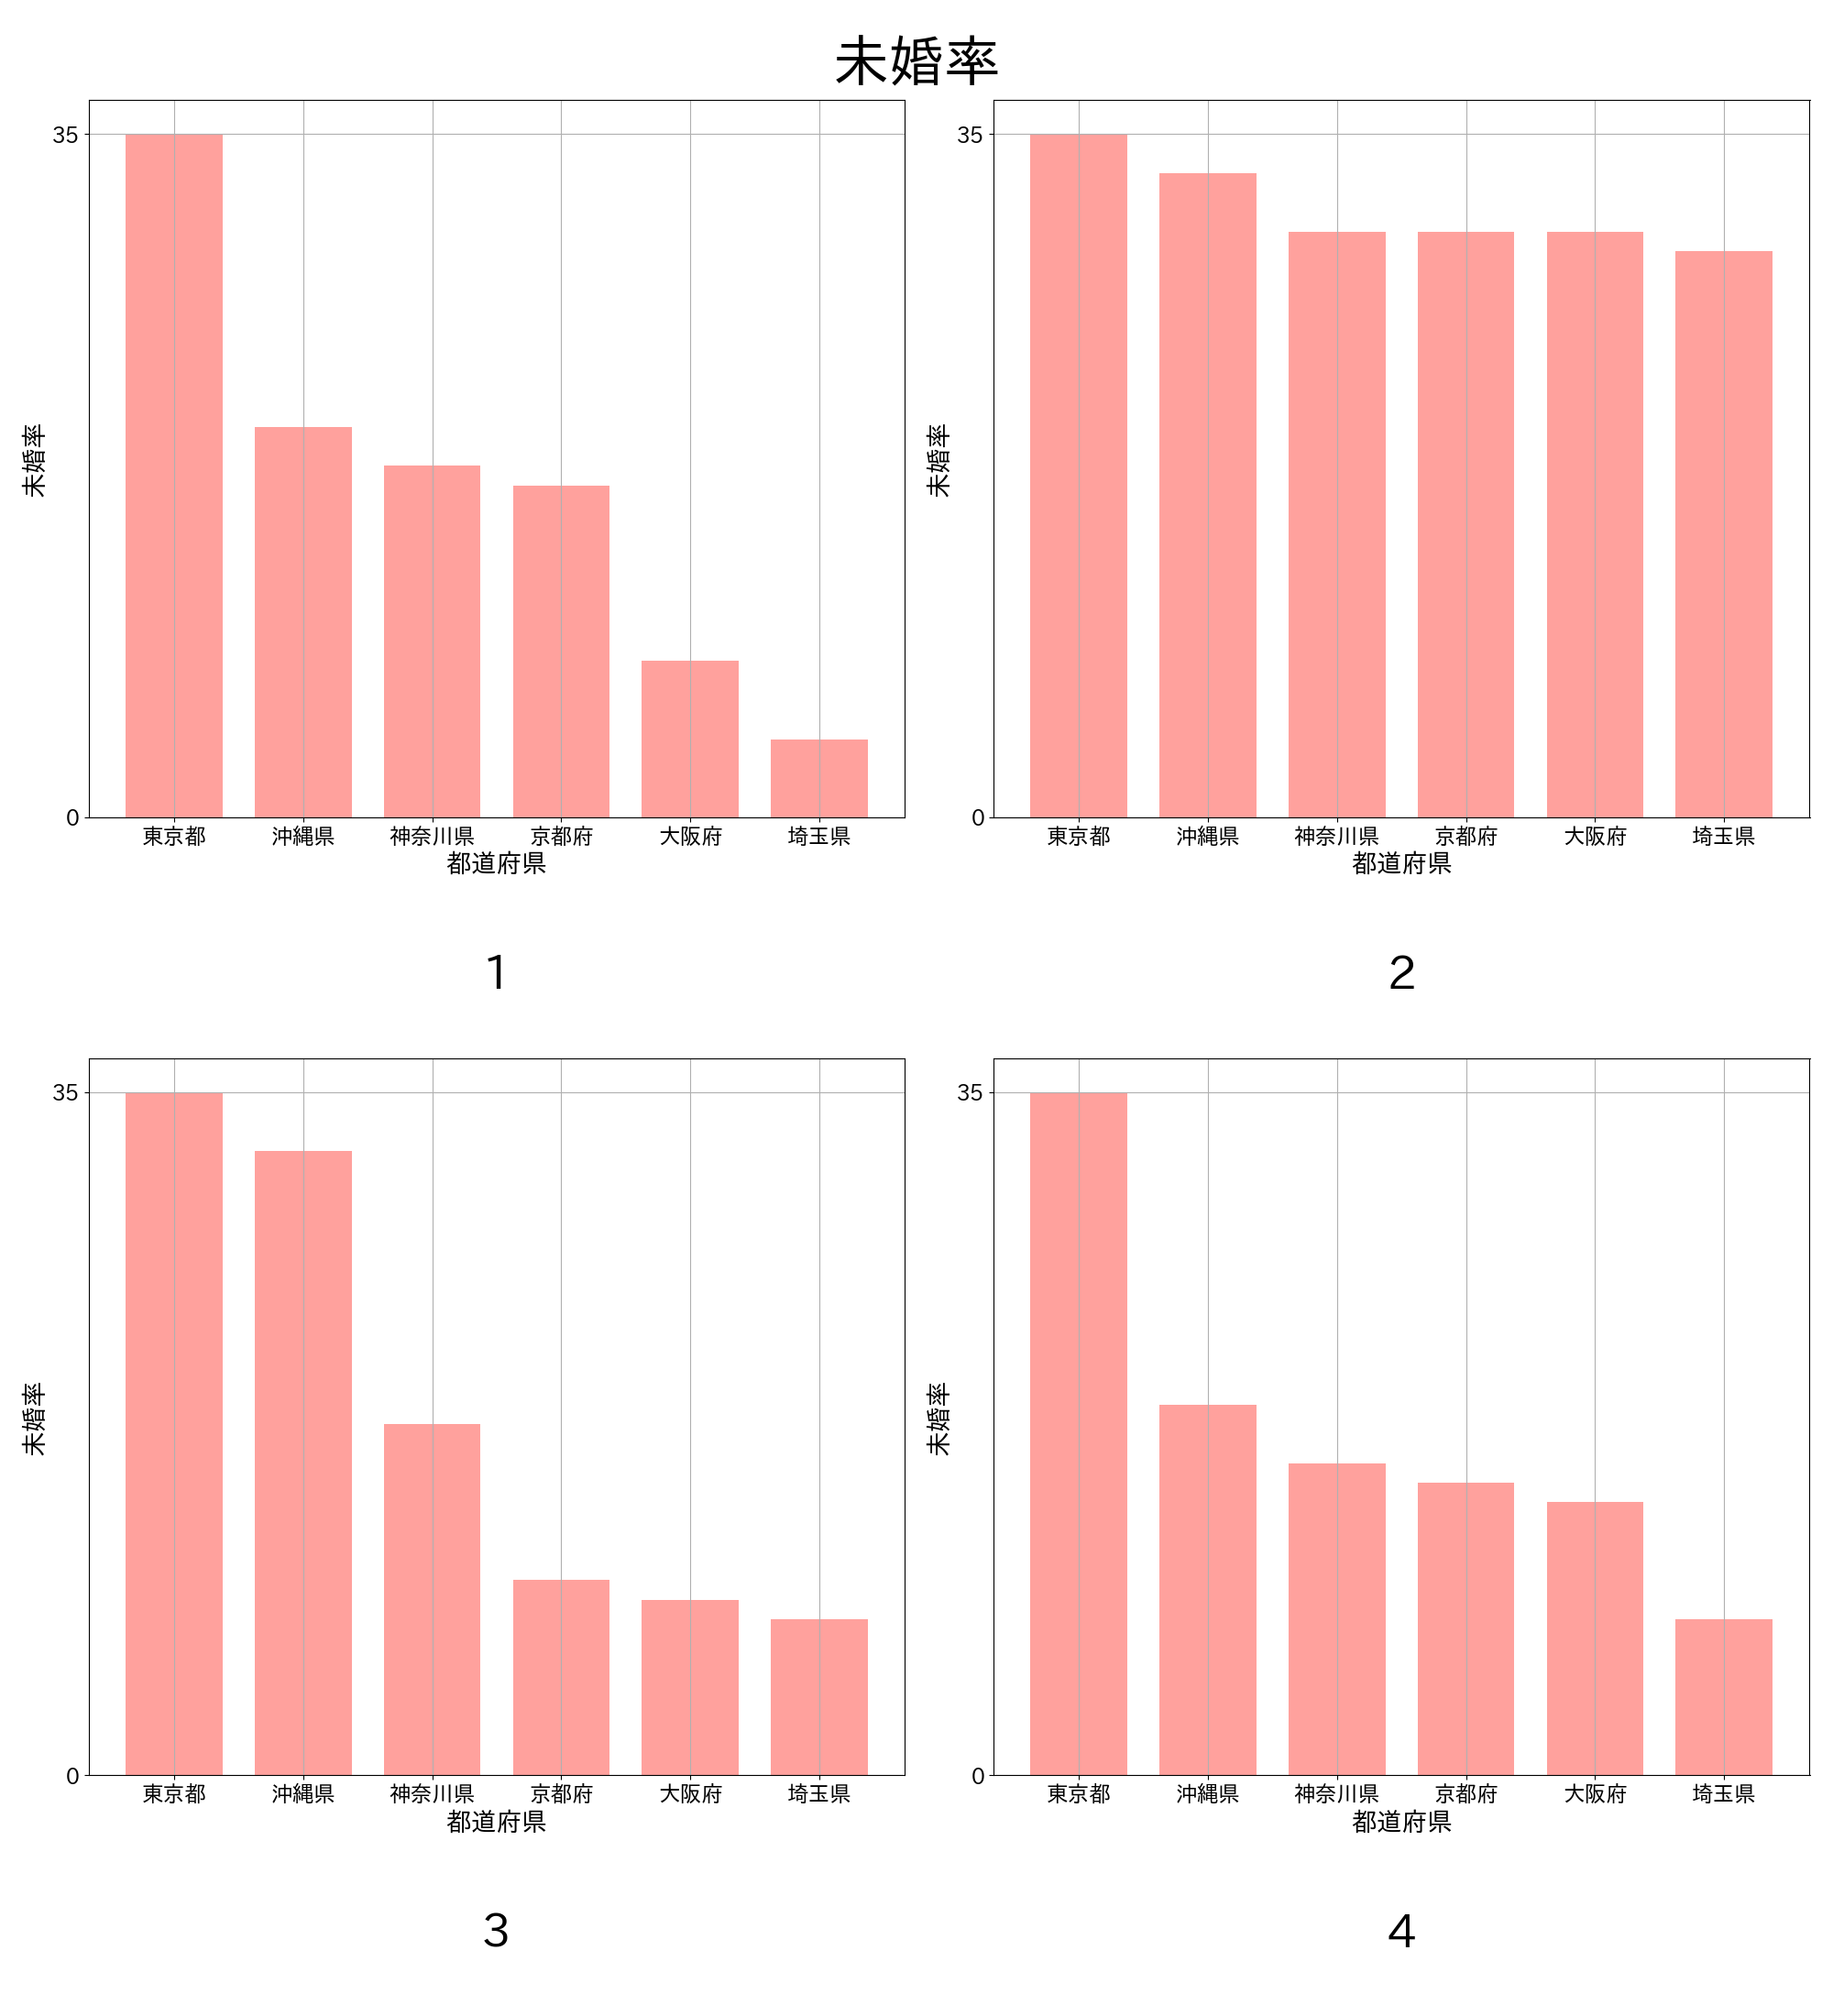 未婚率
35
0
未婚率
東京都 沖縄県 神奈川県 京都府 大阪府 埼玉県
都道府県
1
35
0
未婚率
東京都 沖縄県 神奈川県 京都府 大阪府 埼玉県
都道府県
2
35
0
未婚率
東京都 沖縄県 神奈川県 京都府 大阪府 埼玉県
都道府県
3
35
0
未婚率
東京都 沖縄県 神奈川県 京都府 大阪府 埼玉県
都道府県
4